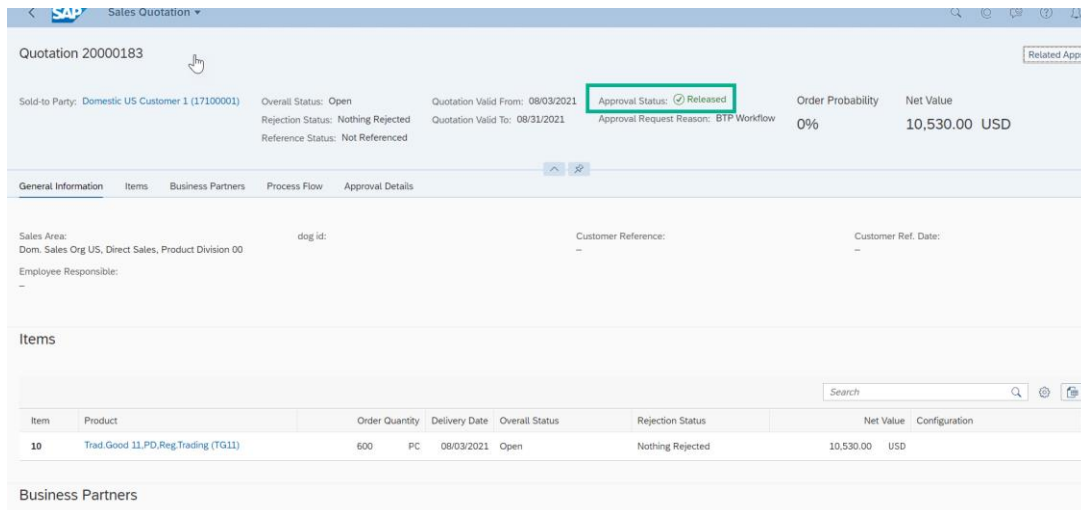 SAP Sales Quotation
Quotation 20000183
Related App
Sold-to Party: Domestic US Customer 1 (17100001)
Overall Status: Open
Rejection Status: Nothing Rejected
Reference Status: Not Referenced
Quotation Valid From: 08/03/2021
Quotation Valid To: 08/31/2021
Approval Status: Released
Approval Request Reason: BTP Workflow
Order Probability
0%
Net Value
10,530.00 USD
General Information Items Business Partners Process Flow Approval Details
Sales Area:
Dom. Sales Org US, Direct Sales, Product Division 00
Employee Responsible:
–
dog id:
Customer Reference:
–
Customer Ref. Date:
–
Items
Search
Item Product Order Quantity Delivery Date Overall Status Rejection Status Net Value Configuration
10 Trad.Good 11,PD,Reg.Trading (TG11) 600 PC 08/03/2021 Open Nothing Rejected 10,530.00 USD
Business Partners